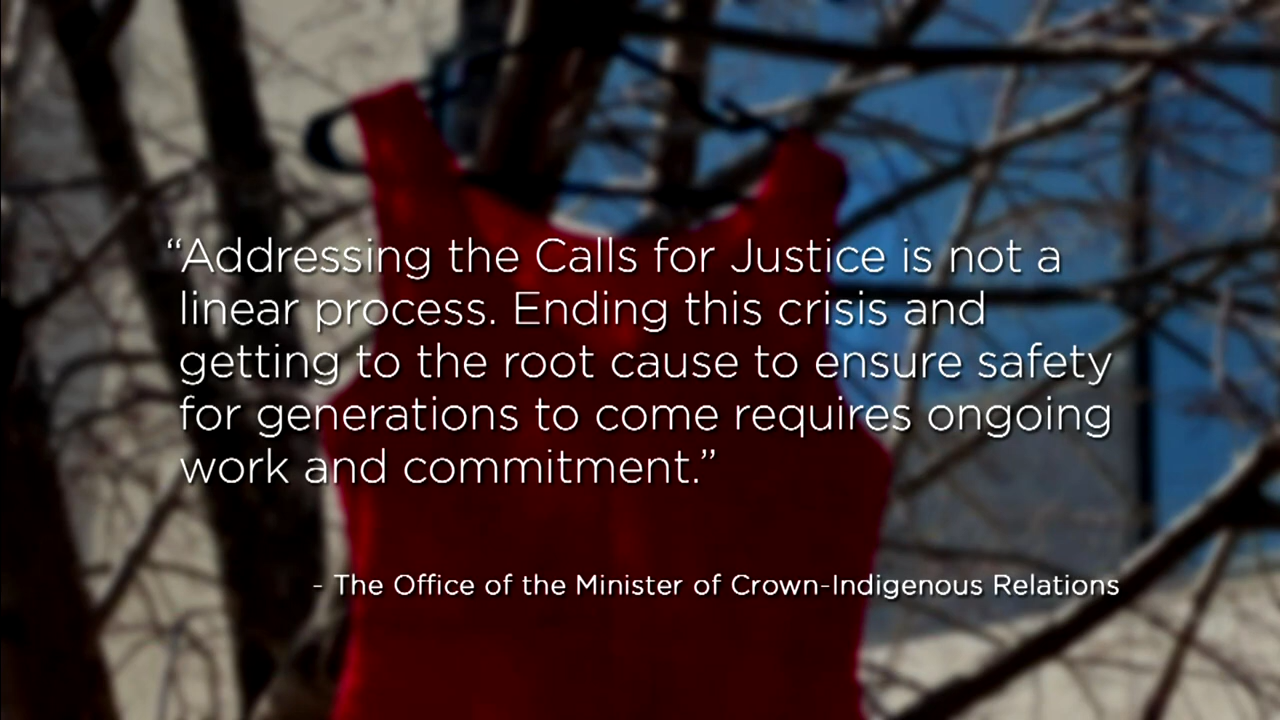 “Addressing the Calls for Justice is not a
linear process. Ending this crisis and
getting to the root cause to ensure safety
for generations to come requires ongoing
work and commitment.”
- The Office of the Minister of Crown-Indigenous Relations